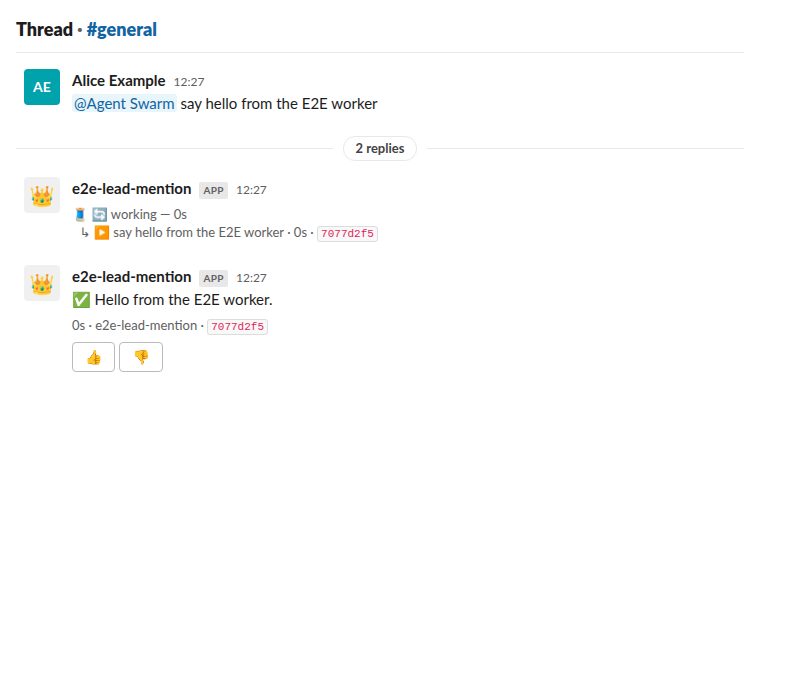 Thread • #general
AE
Alice Example 12:27
@Agent Swarm say hello from the E2E worker
2 replies
e2e-lead-mention APP 12:27
🧵 🔄 working — 0s
↳ ▶️ say hello from the E2E worker · 0s · 7077d2f5
e2e-lead-mention APP 12:27
✅ Hello from the E2E worker.
0s · e2e-lead-mention · 7077d2f5
👍 👎